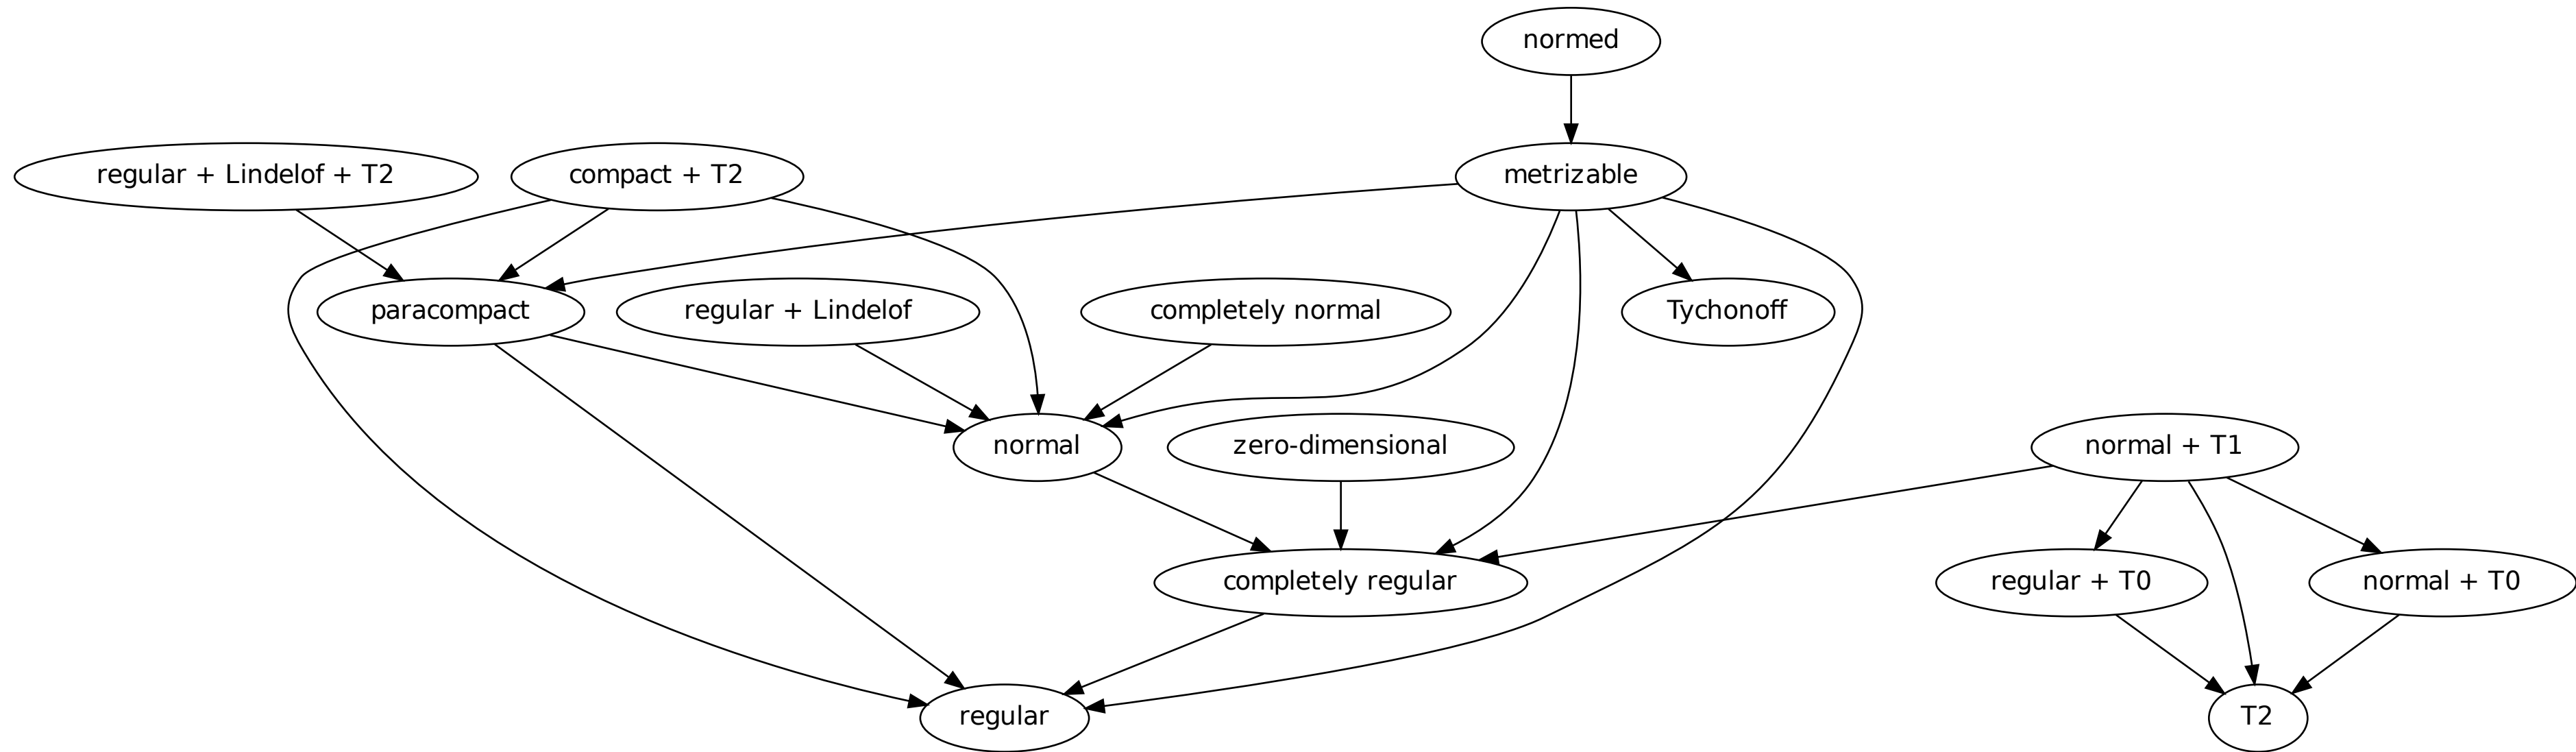 normed
regular + Lindelof + T2
compact + T2
metrizable
paracompact
regular + Lindelof
completely normal
Tychonoff
normal
zero-dimensional
normal + T1
completely regular
regular + T0
normal + T0
regular
T2